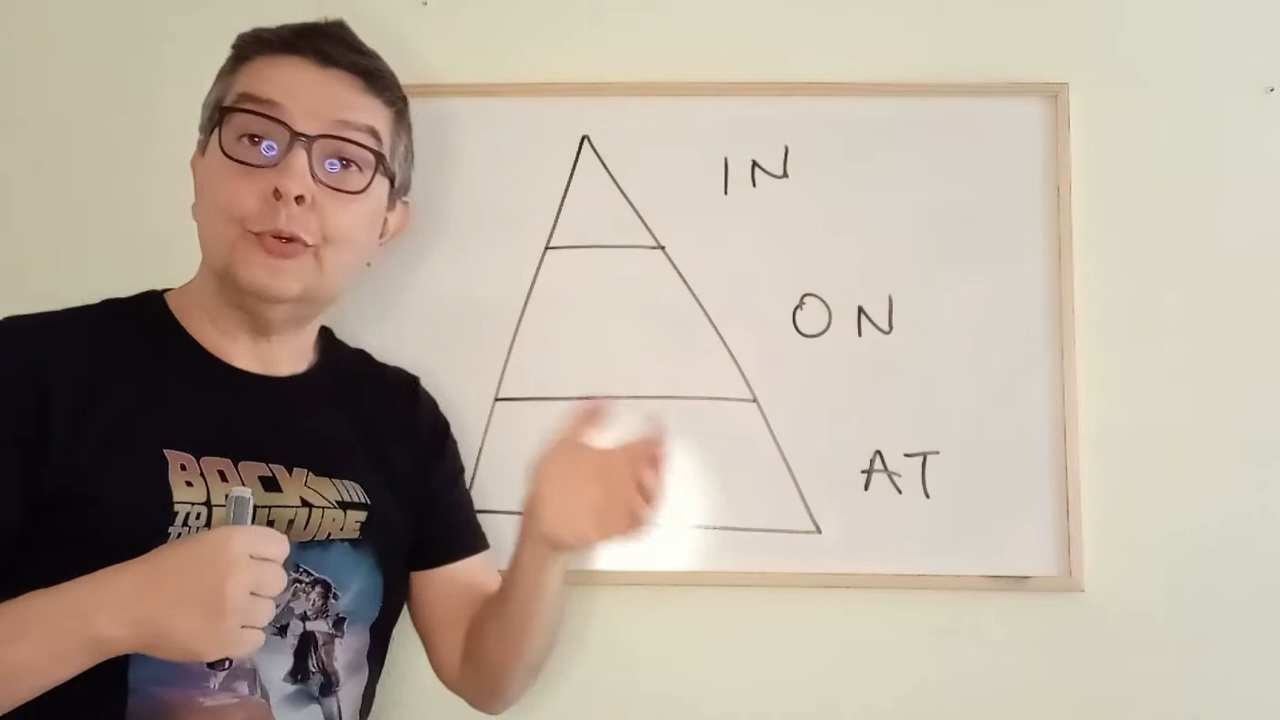 IN
ON
AT
BACK
TO
THE FUTURE